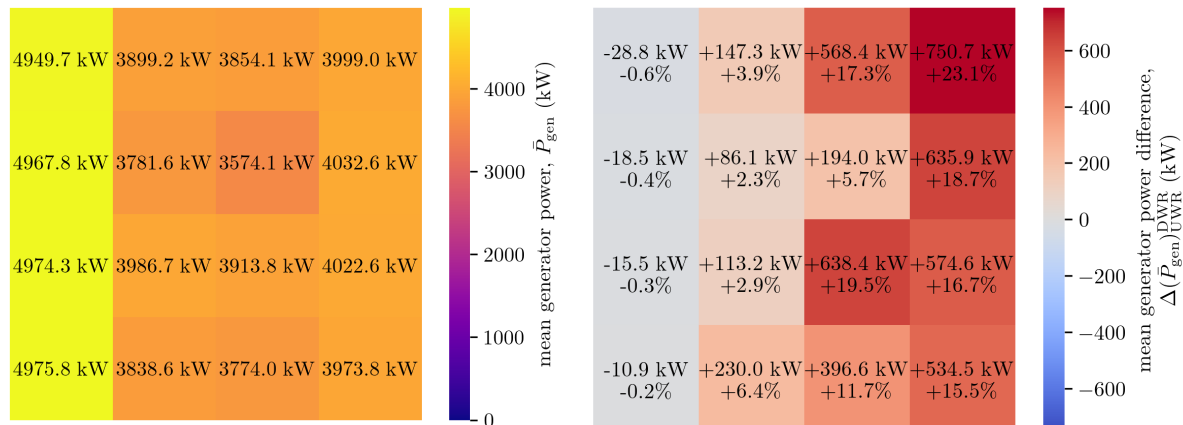 4949.7 kW 3899.2 kW 3854.1 kW 3999.0 kW
4967.8 kW 3781.6 kW 3574.1 kW 4032.6 kW
4974.3 kW 3986.7 kW 3913.8 kW 4022.6 kW
4975.8 kW 3838.6 kW 3774.0 kW 3973.8 kW
4000
3000
2000
1000
0
mean generator power, P̄gen (kW)
-28.8 kW +147.3 kW +568.4 kW +750.7 kW
-0.6% +3.9% +17.3% +23.1%
-18.5 kW +86.1 kW +194.0 kW +635.9 kW
-0.4% +2.3% +5.7% +18.7%
-15.5 kW +113.2 kW +638.4 kW +574.6 kW
-0.3% +2.9% +19.5% +16.7%
-10.9 kW +230.0 kW +396.6 kW +534.5 kW
-0.2% +6.4% +11.7% +15.5%
600
400
200
0
−200
−400
−600
mean generator power difference,
Δ(P̄gen)DWR UWR (kW)